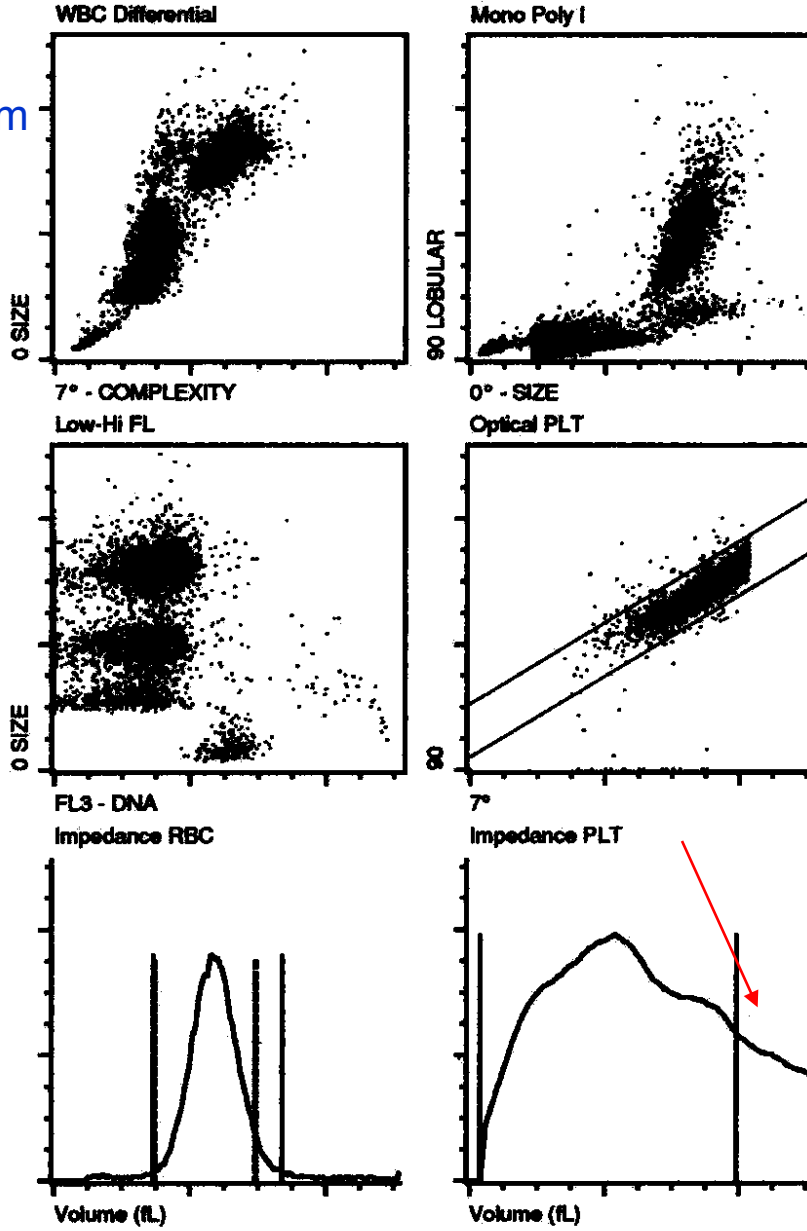 WBC Differential
Mono Poly I
m
0 SIZE
90 LOBULAR
7° - COMPLEXITY
0° - SIZE
Low-Hi FL
Optical PLT
0 SIZE
90
FL3 - DNA
7°
Impedance RBC
Impedance PLT
Volume (fL)
Volume (fL)